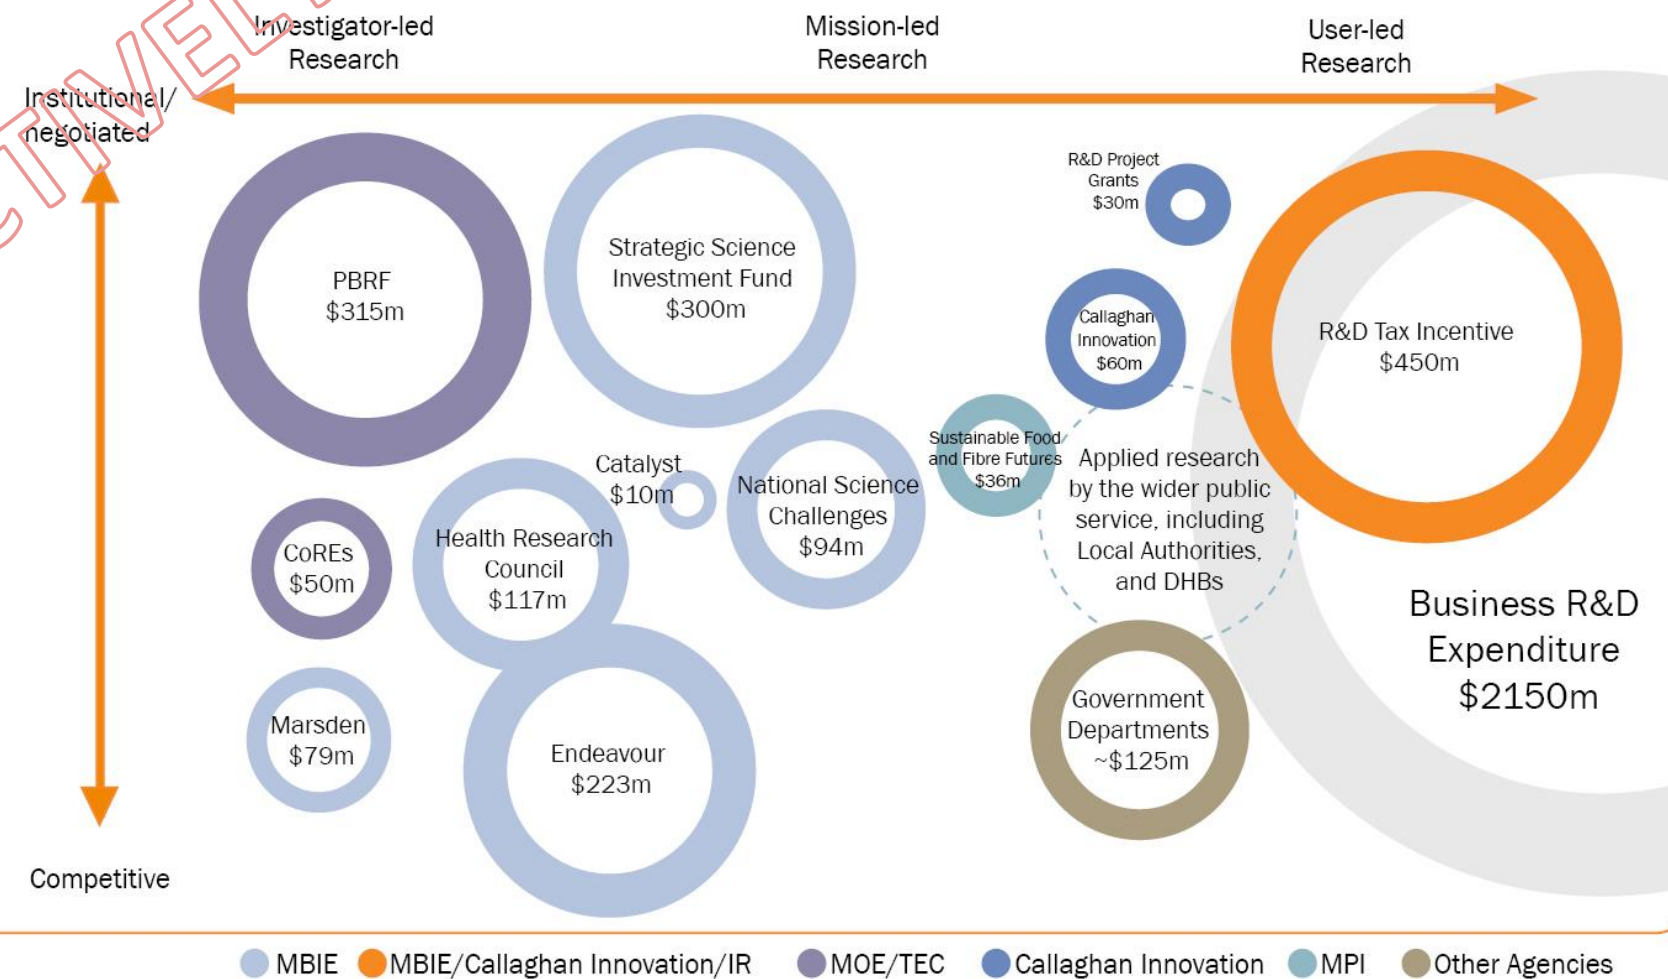 Investigator-led
Research
Mission-led
Research
User-led
Research
Institutional/
negotiated
PBRF
$315m
Strategic Science
Investment Fund
$300m
R&D Project
Grants
$30m
Callaghan
Innovation
$60m
R&D Tax Incentive
$450m
Catalyst
$10m
National Science
Challenges
$94m
Sustainable Food
and Fibre Futures
$36m
Applied research
by the wider public
service, including
Local Authorities,
and DHBs
CoREs
$50m
Health Research
Council
$117m
Business R&D
Expenditure
$2150m
Marsden
$79m
Endeavour
$223m
Government
Departments
~$125m
Competitive
MBIE
MBIE/Callaghan Innovation/IR
MOE/TEC
Callaghan Innovation
MPI
Other Agencies